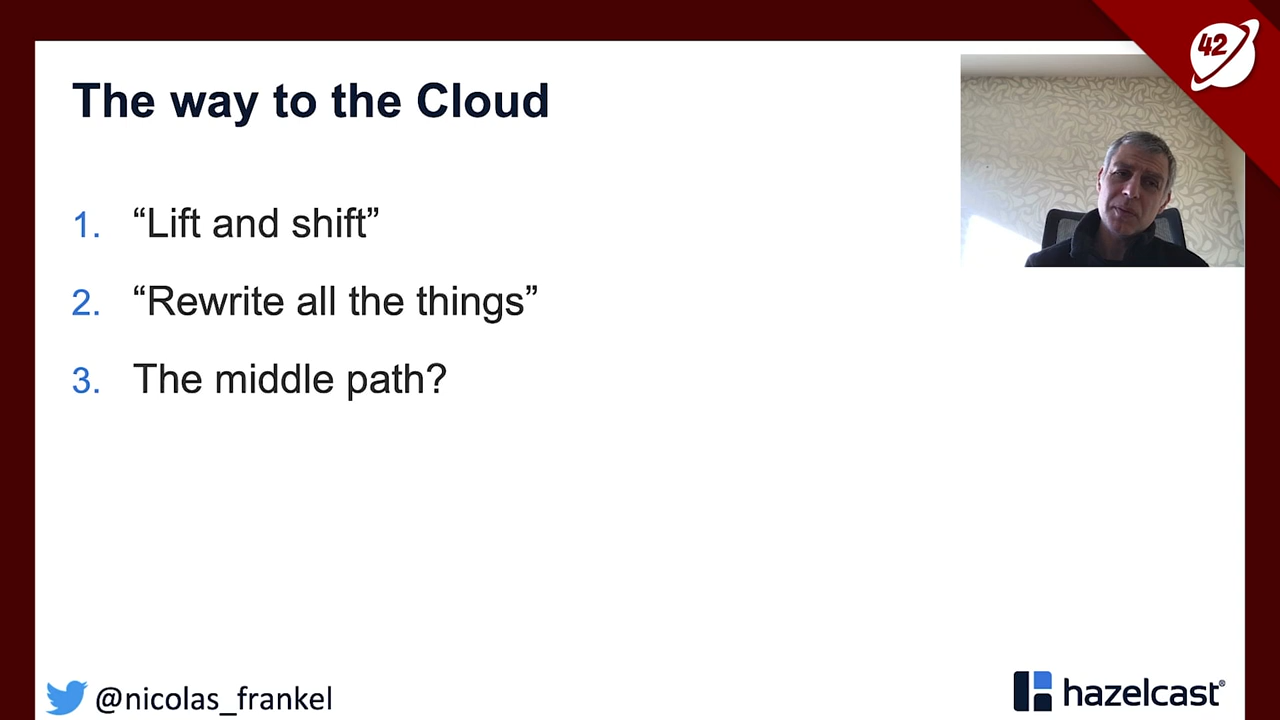 42
The way to the Cloud
1. “Lift and shift”
2. “Rewrite all the things”
3. The middle path?
@nicolas_frankel
hazelcast®